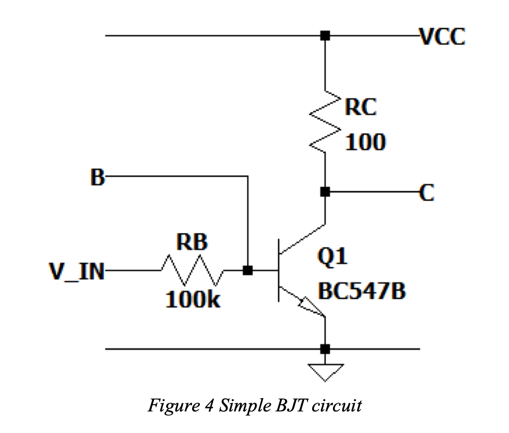 VCC
RC
100
B
C
RB
V_IN
100k
Q1
BC547B
Figure 4 Simple BJT circuit